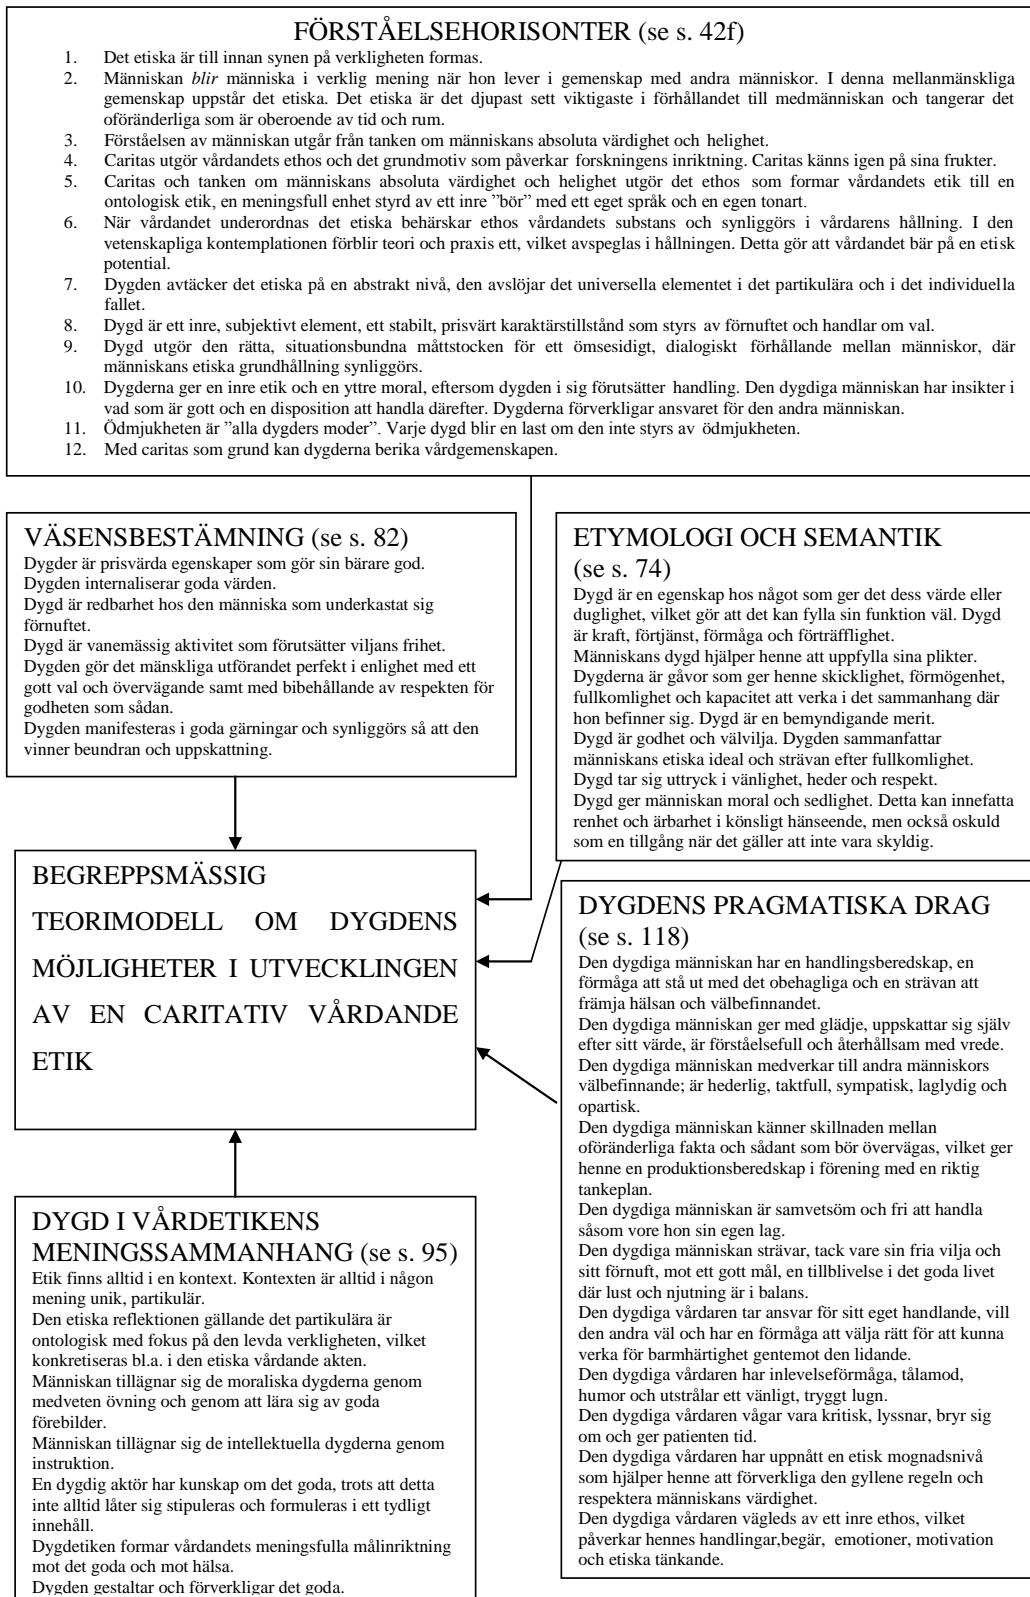 FÖRSTÅELSEHORISONTER (se s. 42f)
1. Det etiska är till innan synen på verkligheten formas.
2. Människan blir människa i verklig mening när hon lever i gemenskap med andra människor. I denna mellanmänskliga
gemenskap uppstår det etiska. Det etiska är det djupast sett viktigaste i förhållandet till medmänniskan och tangerar det
oföränderliga som är oberoende av tid och rum.
3. Förståelsen av människan utgår från tanken om människans absoluta värdighet och helighet.
4. Caritas utgör vårdandets ethos och det grundmotiv som påverkar forskningens inriktning. Caritas känns igen på sina frukter.
5. Caritas och tanken om människans absoluta värdighet och helighet utgör det ethos som formar vårdandets etik till en
ontologisk etik, en meningsfull enhet styrd av ett inre ”bör” med ett eget språk och en egen tonart.
6. När vårdandet underordnas det etiska behärskar ethos vårdandets substans och synliggörs i vårdarens hållning. I den
vetenskapliga kontemplationen förblir teori och praxis ett, vilket avspeglas i hållningen. Detta gör att vårdandet bär på en etisk
potential.
7. Dygden avtäcker det etiska på en abstrakt nivå, den avslöjar det universella elementet i det partikulära och i det individuella
fallet.
8. Dygd är ett inre, subjektivt element, ett stabilt, prisvärt karaktärstillstånd som styrs av förnuftet och handlar om val.
9. Dygd utgör den rätta, situationsbundna måttstocken för ett ömsesidigt, dialogiskt förhållande mellan människor, där
människans etiska grundhållning synliggörs.
10. Dygderna ger en inre etik och en yttre moral, eftersom dygden i sig förutsätter handling. Den dygdiga människan har insikter i
vad som är gott och en disposition att handla därefter. Dygderna förverkligar ansvaret för den andra människan.
11. Ödmjukheten är ”alla dygders moder”. Varje dygd blir en last om den inte styrs av ödmjukheten.
12. Med caritas som grund kan dygderna berika vårdgemenskapen.
VÄSENSBESTÄMNING (se s. 82)
Dygder är prisvärda egenskaper som gör sin bärare god.
Dygden internaliserar goda värden.
Dygd är redbarhet hos den människa som underkastat sig
förnuftet.
Dygd är vanemässig aktivitet som förutsätter viljans frihet.
Dygden gör det mänskliga utförandet perfekt i enlighet med ett
gott val och övervägande samt med bibehållande av respekten för
godheten som sådan.
Dygden manifesteras i goda gärningar och synliggörs så att den
vinner beundran och uppskattning.
ETYMOLOGI OCH SEMANTIK
(se s. 74)
Dygd är en egenskap hos något som ger det dess värde eller
duglighet, vilket gör att det kan fylla sin funktion väl. Dygd
är kraft, förtjänst, förmåga och förträfflighet.
Människans dygd hjälper henne att uppfylla sina plikter.
Dygderna är gåvor som ger henne skicklighet, förmögenhet,
fullkomlighet och kapacitet att verka i det sammanhang där
hon befinner sig. Dygd är en bemyndigande merit.
Dygd är godhet och välvilja. Dygden sammanfattar
människans etiska ideal och strävan efter fullkomlighet.
Dygd tar sig uttryck i vänlighet, heder och respekt.
Dygd ger människan moral och sedlighet. Detta kan innefatta
renhet och ärbarhet i könsligt hänseende, men också oskuld
som en tillgång när det gäller att inte vara skyldig.
BEGREPPSMÄSSIG
TEORIMODELL OM DYGDENS
MÖJLIGHETER I UTVECKLINGEN
AV EN CARITATIV VÅRDANDE
ETIK
DYGDENS PRAGMATISKA DRAG
(se s. 118)
Den dygdiga människan har en handlingsberedskap, en
förmåga att stå ut med det obehagliga och en strävan att
främja hälsan och välbefinnandet.
Den dygdiga människan ger med glädje, uppskattar sig själv
efter sitt värde, är förståelsefull och återhållsam med vrede.
Den dygdiga människan medverkar till andra människors
välbefinnande; är hederlig, taktfull, sympatisk, laglydig och
opartisk.
Den dygdiga människan känner skillnaden mellan
oföränderliga fakta och sådant som bör övervägas, vilket ger
henne en produktionsberedskap i förening med en riktig
tankeplan.
Den dygdiga människan är samvetsöm och fri att handla
såsom vore hon sin egen lag.
Den dygdiga människan strävar, tack vare sin fria vilja och
sitt förnuft, mot ett gott mål, en tillblivelse i det goda livet
där lust och njutning är i balans.
Den dygdiga vårdaren tar ansvar för sitt eget handlande, vill
den andra väl och har en förmåga att välja rätt för att kunna
verka för barmhärtighet gentemot den lidande.
Den dygdiga vårdaren har inlevelseförmåga, tålamod,
humor och utstrålar ett vänligt, tryggt lugn.
Den dygdiga vårdaren vågar vara kritisk, lyssnar, bryr sig
om och ger patienten tid.
Den dygdiga vårdaren har uppnått en etisk mognadsnivå
som hjälper henne att förverkliga den gyllene regeln och
respektera människans värdighet.
Den dygdiga vårdaren vägleds av ett inre ethos, vilket
påverkar hennes handlingar,begär, emotioner, motivation
och etiska tänkande.
DYGD I VÅRDETIKENS
MENINGSSAMMANHANG (se s. 95)
Etik finns alltid i en kontext. Kontexten är alltid i någon
mening unik, partikulär.
Den etiska reflektionen gällande det partikulära är
ontologisk med fokus på den levda verkligheten, vilket
konkretiseras bl.a. i den etiska vårdande akten.
Människan tillägnar sig de moraliska dygderna genom
medveten övning och genom att lära sig av goda
förebilder.
Människan tillägnar sig de intellektuella dygderna genom
instruktion.
En dygdig aktör har kunskap om det goda, trots att detta
inte alltid låter sig stipuleras och formuleras i ett tydligt
innehåll.
Dygdetiken formar vårdandets meningsfulla målinriktning
mot det goda och mot hälsa.
Dygden gestaltar och förverkligar det goda.